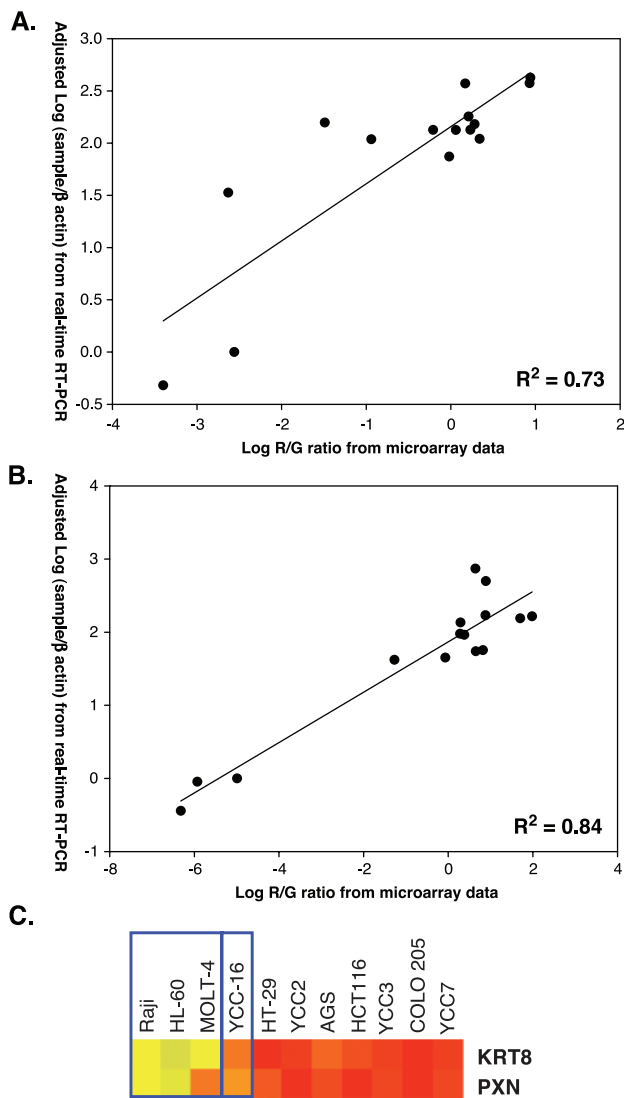 A.
Adjusted Log (sample/β actin) from real-time RT-PCR
3.0
2.5
2.0
1.5
1.0
0.5
0.0
-0.5
R² = 0.73
-4 -3 -2 -1 0 1 2
Log R/G ratio from microarray data
B.
Adjusted Log (sample/β actin) from real-time RT-PCR
4
3
2
1
0
-1
R² = 0.84
-8 -6 -4 -2 0 2 4
Log R/G ratio from microarray data
C.
Raji HL-60 MOLT-4 YCC-16 HT-29 YCC2 AGS HCT116 YCC3 COLO 205 YCC7
KRT8
PXN